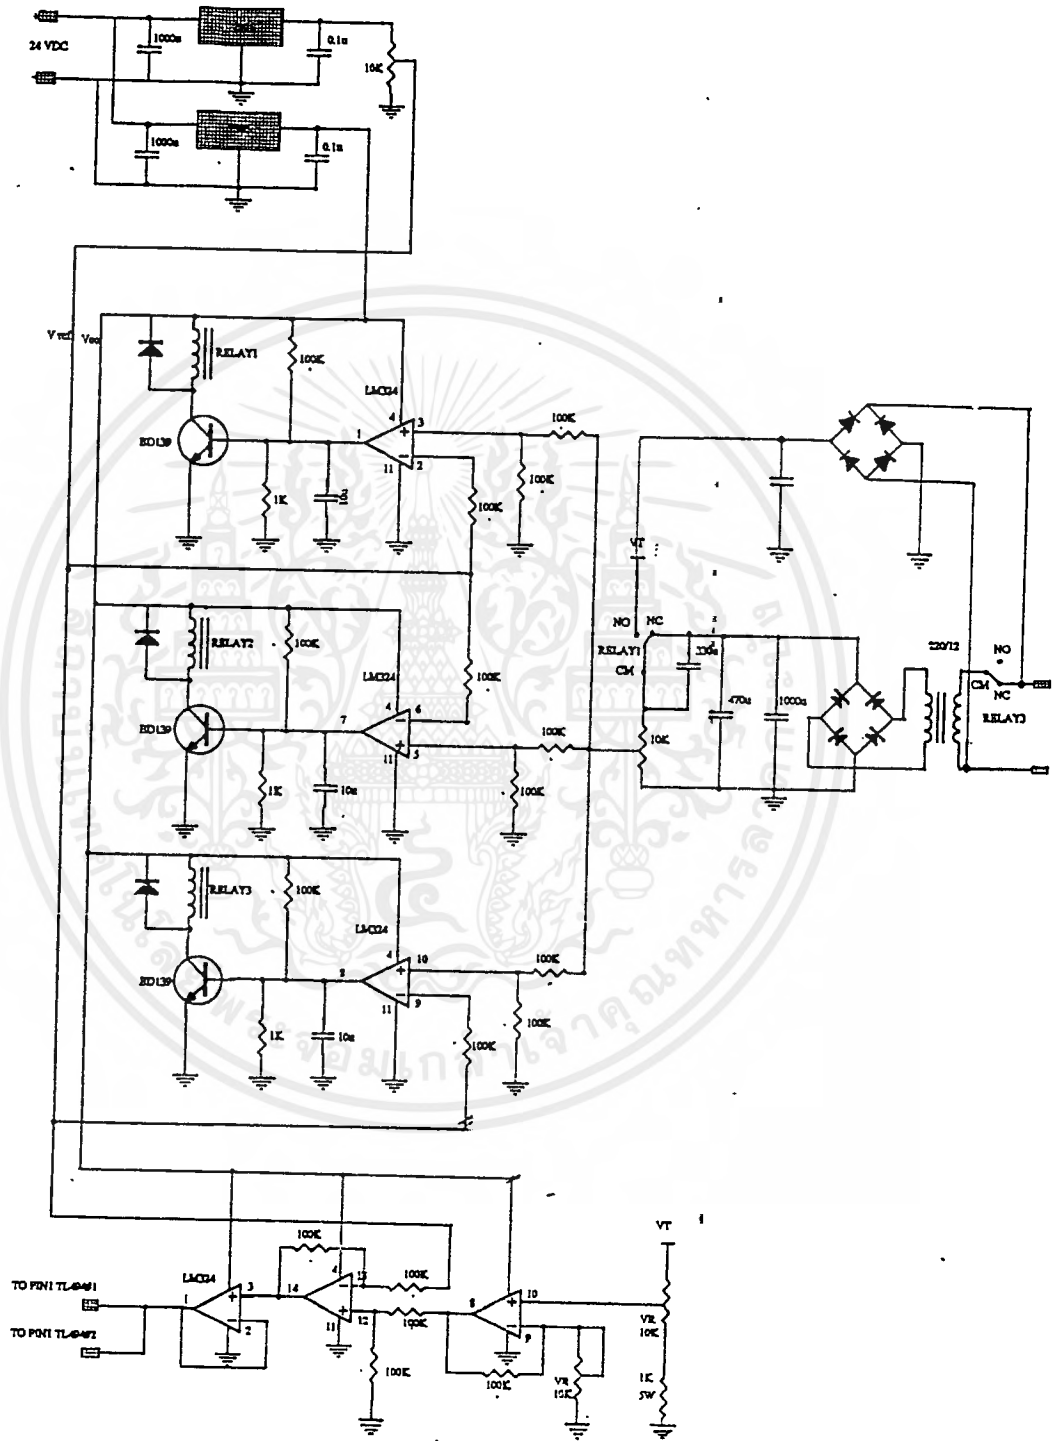 24 VDC
1000u
0.1u
10K
1000u
0.1u
V ref
RELAY1
100K
LM324
BD139
1
4
3
11
2
1K
10u
100K
100K
100K
VT
NO
NC
RELAY1
CM
330u
470u
1000u
10K
220/12
NO
CM
NC
RELAY3
RELAY2
100K
LM324
BD139
7
4
6
11
5
1K
10u
100K
100K
100K
RELAY3
100K
LM324
BD139
8
4
10
11
9
1K
10u
100K
100K
100K
TO PIN1 TL494#1
TO PIN1 TL494#2
LM324
1
3
2
100K
14
4
13
12
11
100K
100K
100K
8
10
9
100K
VR
10K
VT
VR
10K
1K
5W